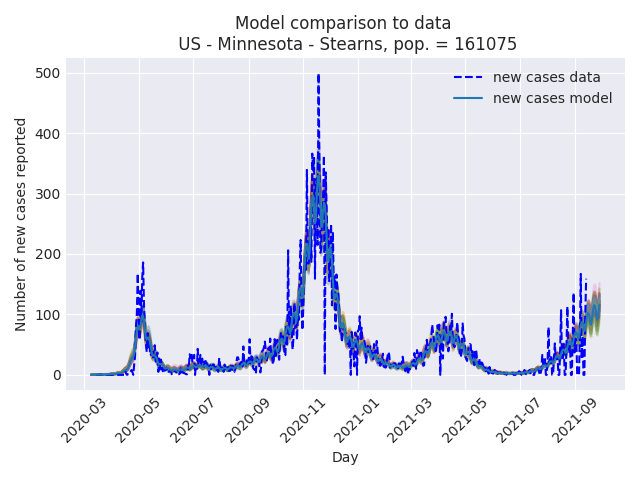 Model comparison to data
US - Minnesota - Stearns, pop. = 161075
new cases data
new cases model
Number of new cases reported
500
400
300
200
100
0
2020-03
2020-05
2020-07
2020-09
2020-11
2021-01
2021-03
2021-05
2021-07
2021-09
Day